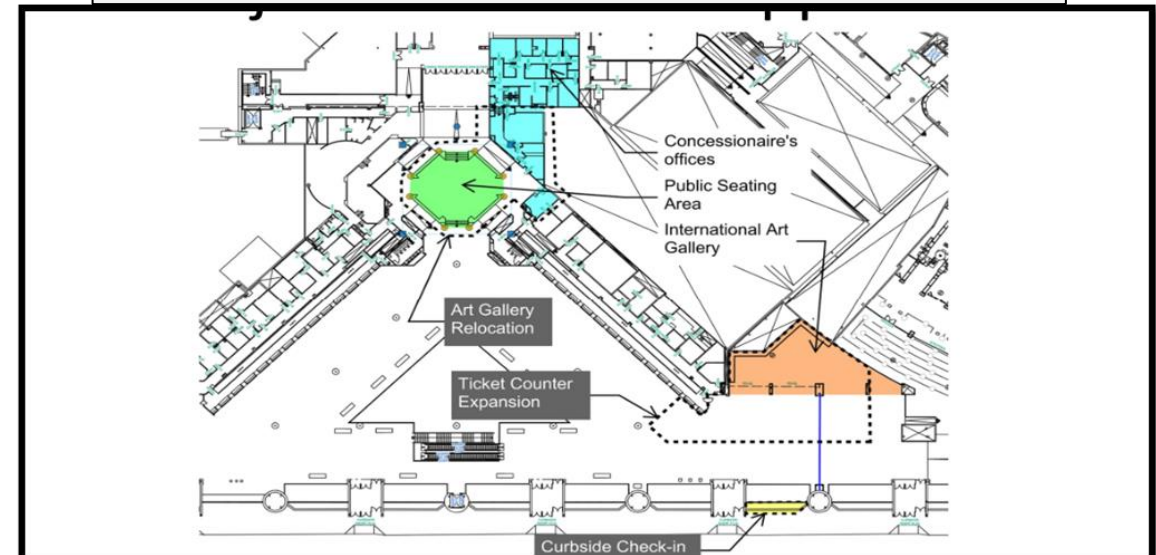 Concessionaire's
offices
Public Seating
Area
International Art
Gallery
Art Gallery
Relocation
Ticket Counter
Expansion
Curbside Check-in